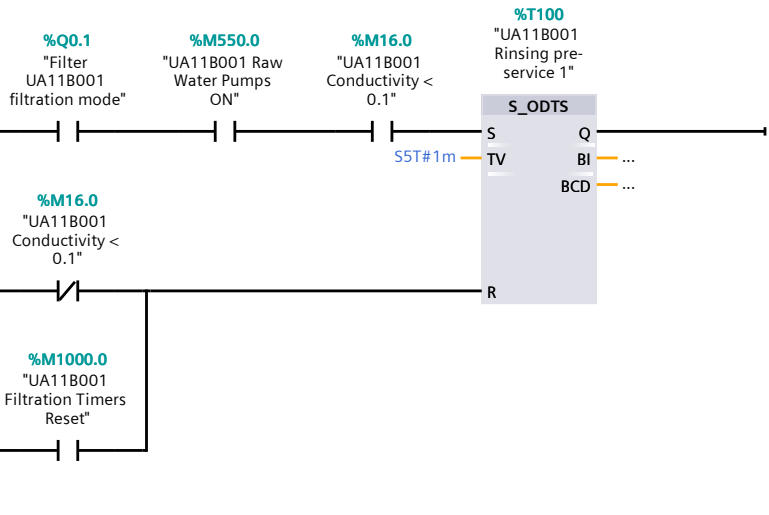 %T100
"UA11B001
Rinsing pre-
service 1"
%Q0.1
"Filter
UA11B001
filtration mode"
%M550.0
"UA11B001 Raw
Water Pumps
ON"
%M16.0
"UA11B001
Conductivity <
0.1"
S_ODTS
S
Q
S5T#1m
TV
BI
...
BCD
...
%M16.0
"UA11B001
Conductivity <
0.1"
R
%M1000.0
"UA11B001
Filtration Timers
Reset"